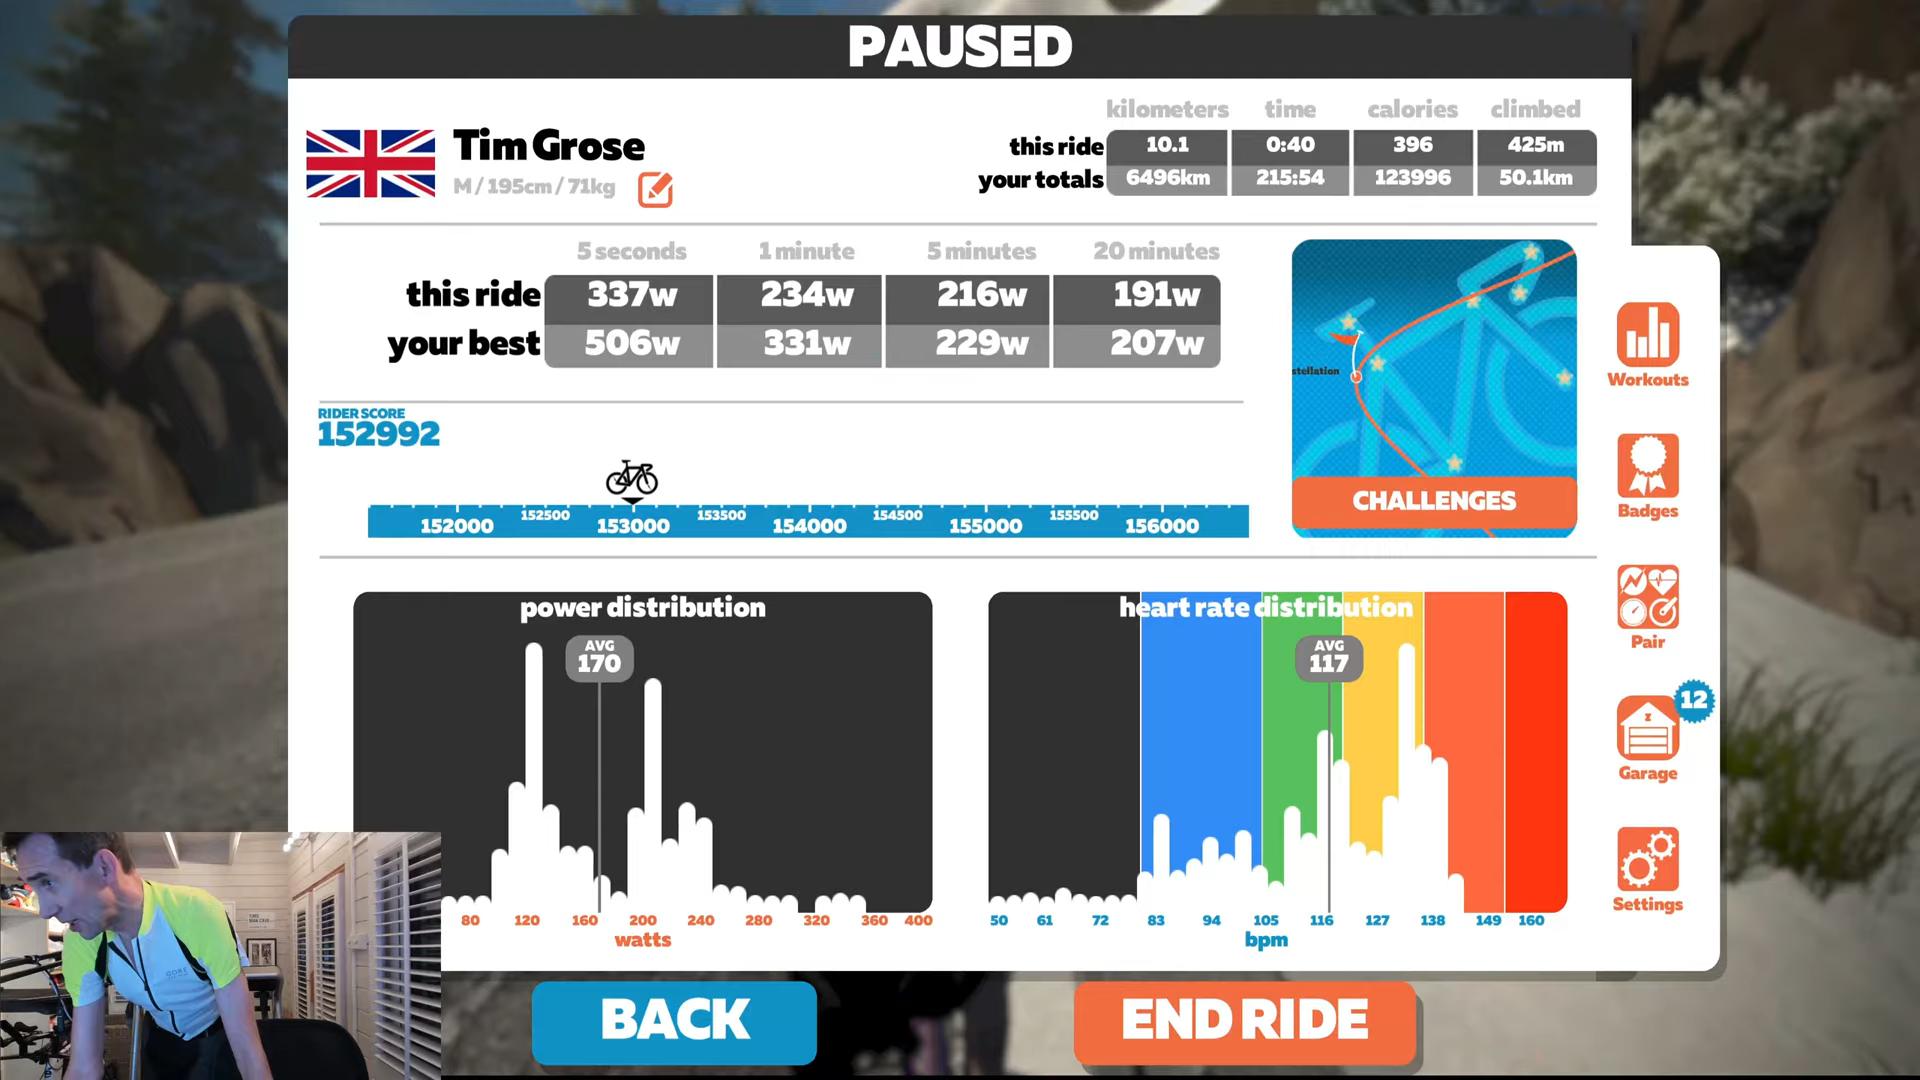 PAUSED
kilometers time calories climbed
Tim Grose
this ride 10.1 0:40 396 425m
M / 195cm / 71kg
your totals 6496km 215:54 123996 50.1km
5 seconds 1 minute 5 minutes 20 minutes
this ride 337w 234w 216w 191w
your best 506w 331w 229w 207w
stellation
CHALLENGES
RIDER SCORE
152992
152000 152500 153000 153500 154000 154500 155000 155500 156000
Workouts
Badges
Pair
12
Z
Garage
Settings
power distribution
AVG
170
80 120 160 200 240 280 320 360 400
watts
heart rate distribution
AVG
117
50 61 72 83 94 105 116 127 138 149 160
bpm
GORE
BACK
END RIDE